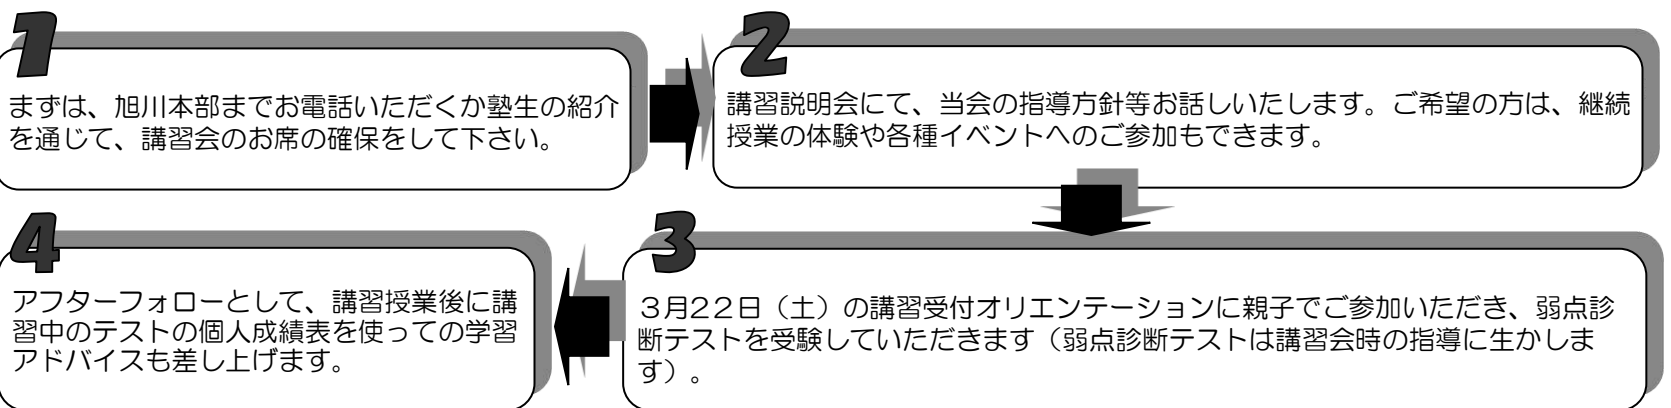 1
まずは、旭川本部までお電話いただくか塾生の紹介
を通じて、講習会のお席の確保をして下さい。
2
講習説明会にて、当会の指導方針等お話しいたします。ご希望の方は、継続
授業の体験や各種イベントへのご参加もできます。
3
３月２２日（土）の講習受付オリエンテーションに親子でご参加いただき、弱点診
断テストを受験していただきます（弱点診断テストは講習会時の指導に生かしま
す）。
4
アフターフォローとして、講習授業後に講
習中のテストの個人成績表を使っての学習
アドバイスも差し上げます。